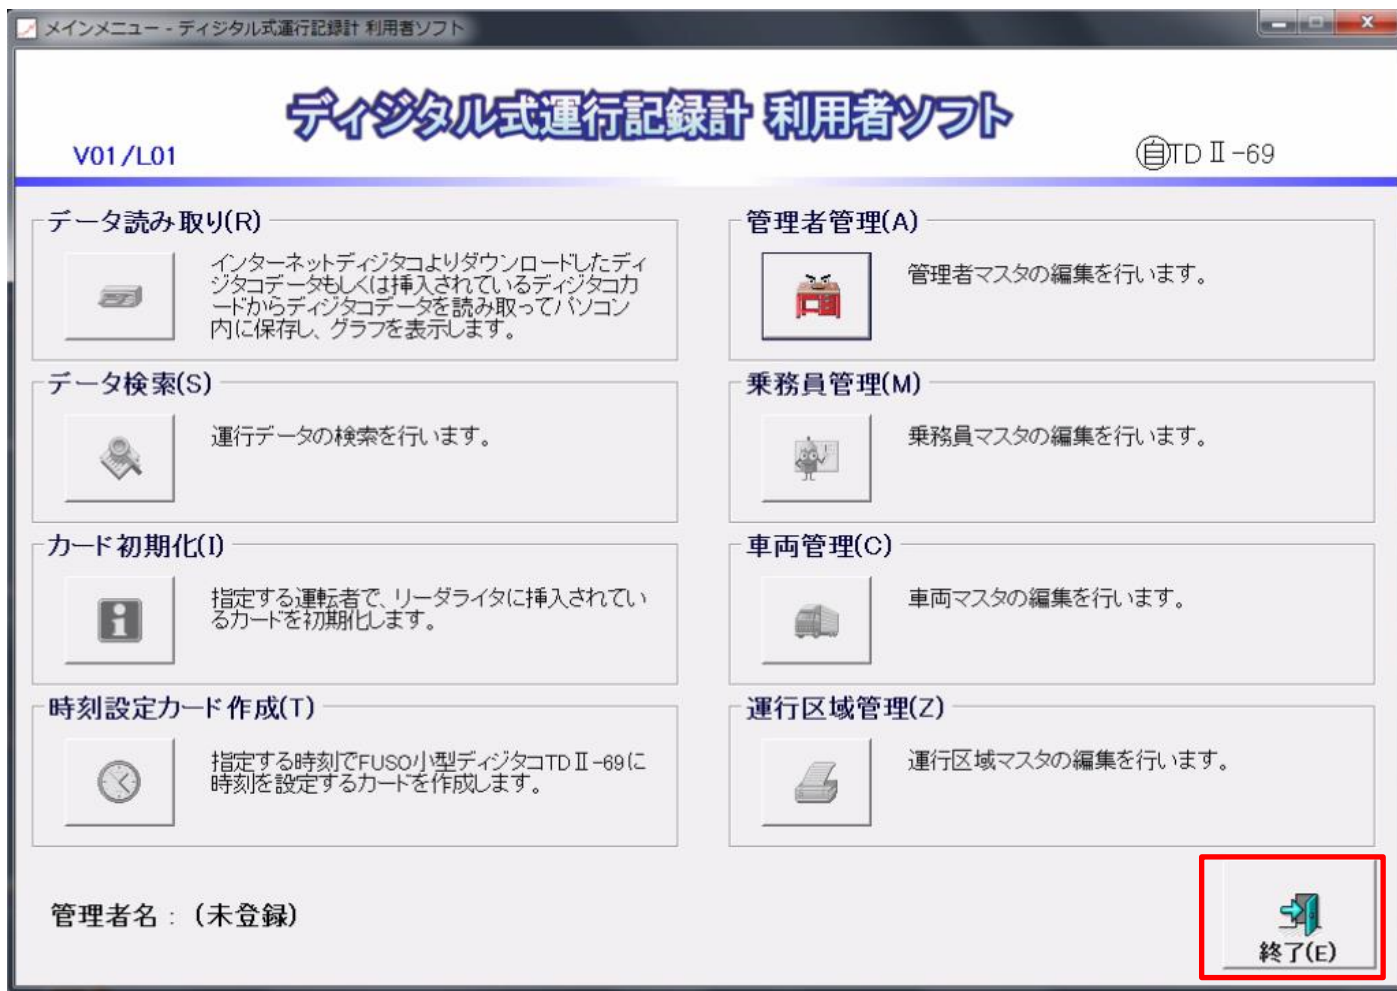 メインメニュー - ディジタル式運行記録計 利用者ソフト
ディジタル式運行記録計 利用者ソフト
V01/L01
自TDⅡ-69
データ読み取り(R)
インターネットディジタコよりダウンロードしたディ
ジタコデータもしくは挿入されているディジタコカ
ードからディジタコデータを読み取ってパソコン
内に保存し、グラフを表示します。
管理者管理(A)
管理者マスタの編集を行います。
データ検索(S)
運行データの検索を行います。
乗務員管理(M)
乗務員マスタの編集を行います。
カード初期化(I)
指定する運転者で、リーダライタに挿入されてい
るカードを初期化します。
車両管理(C)
車両マスタの編集を行います。
時刻設定カード作成(T)
指定する時刻でFUSO小型ディジタコTDⅡ-69に
時刻を設定するカードを作成します。
運行区域管理(Z)
運行区域マスタの編集を行います。
管理者名：(未登録)
終了(E)